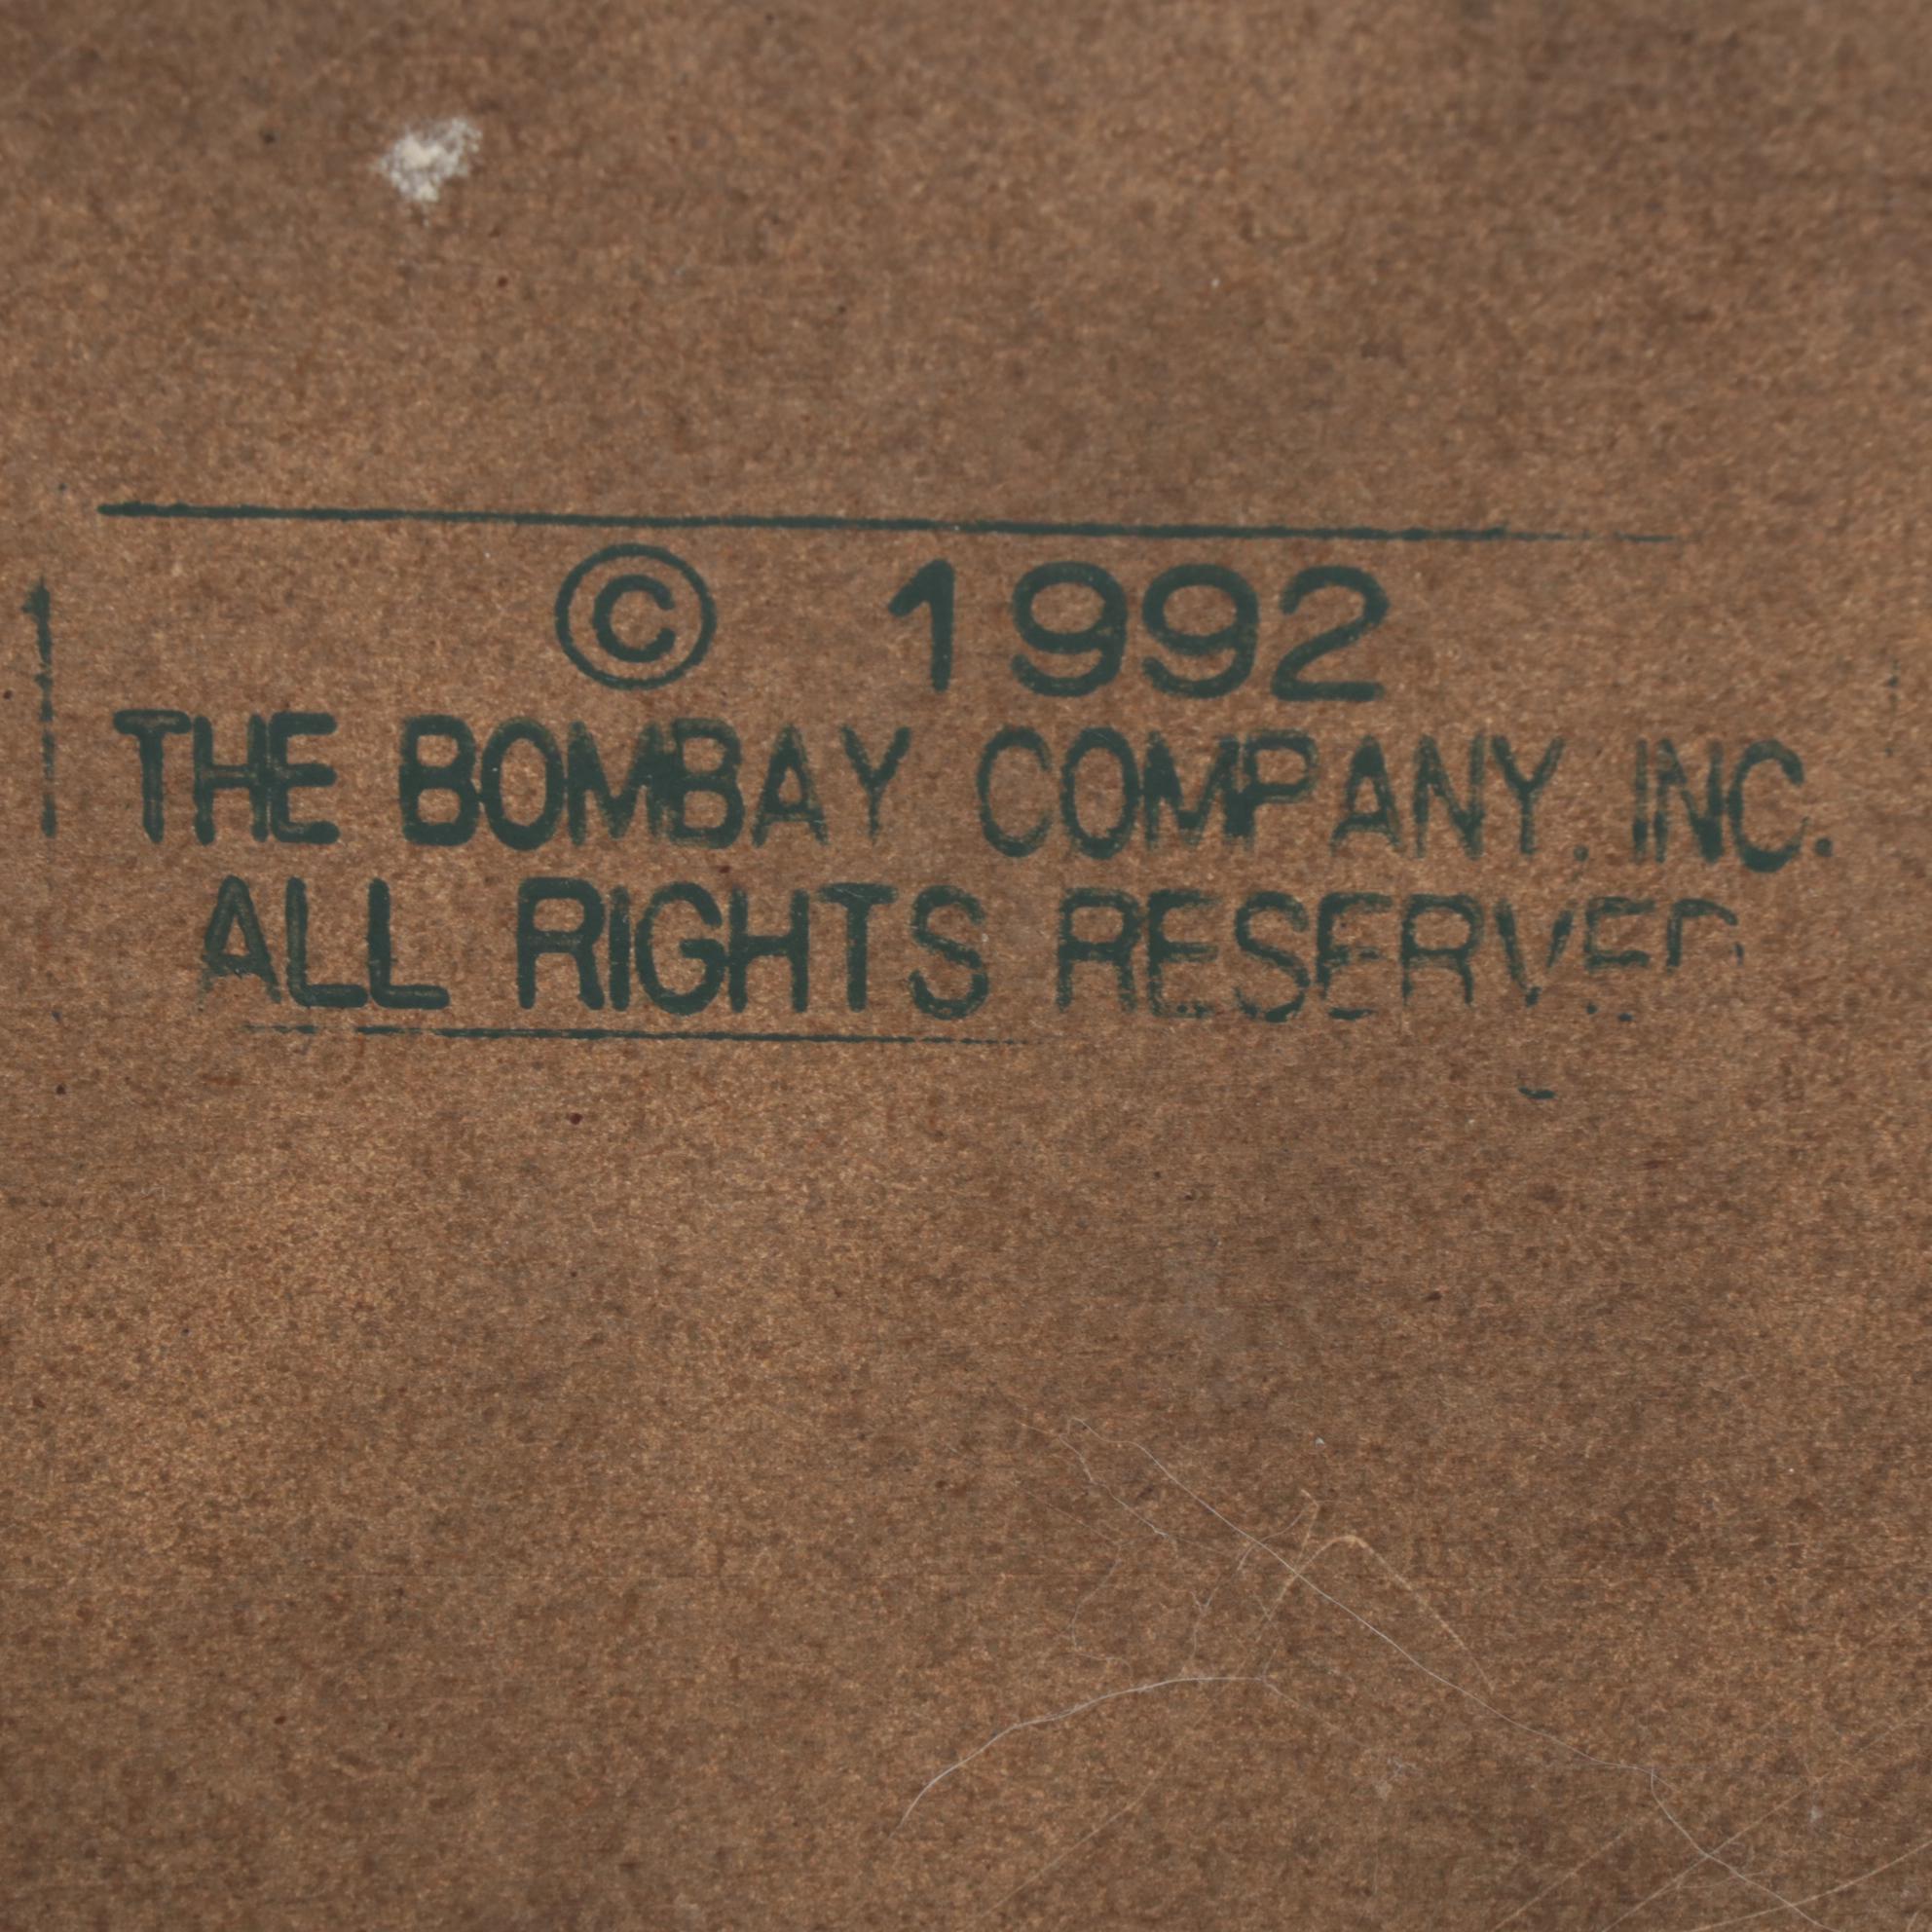 © 1992
THE BOMBAY COMPANY, INC.
ALL RIGHTS RESERVED